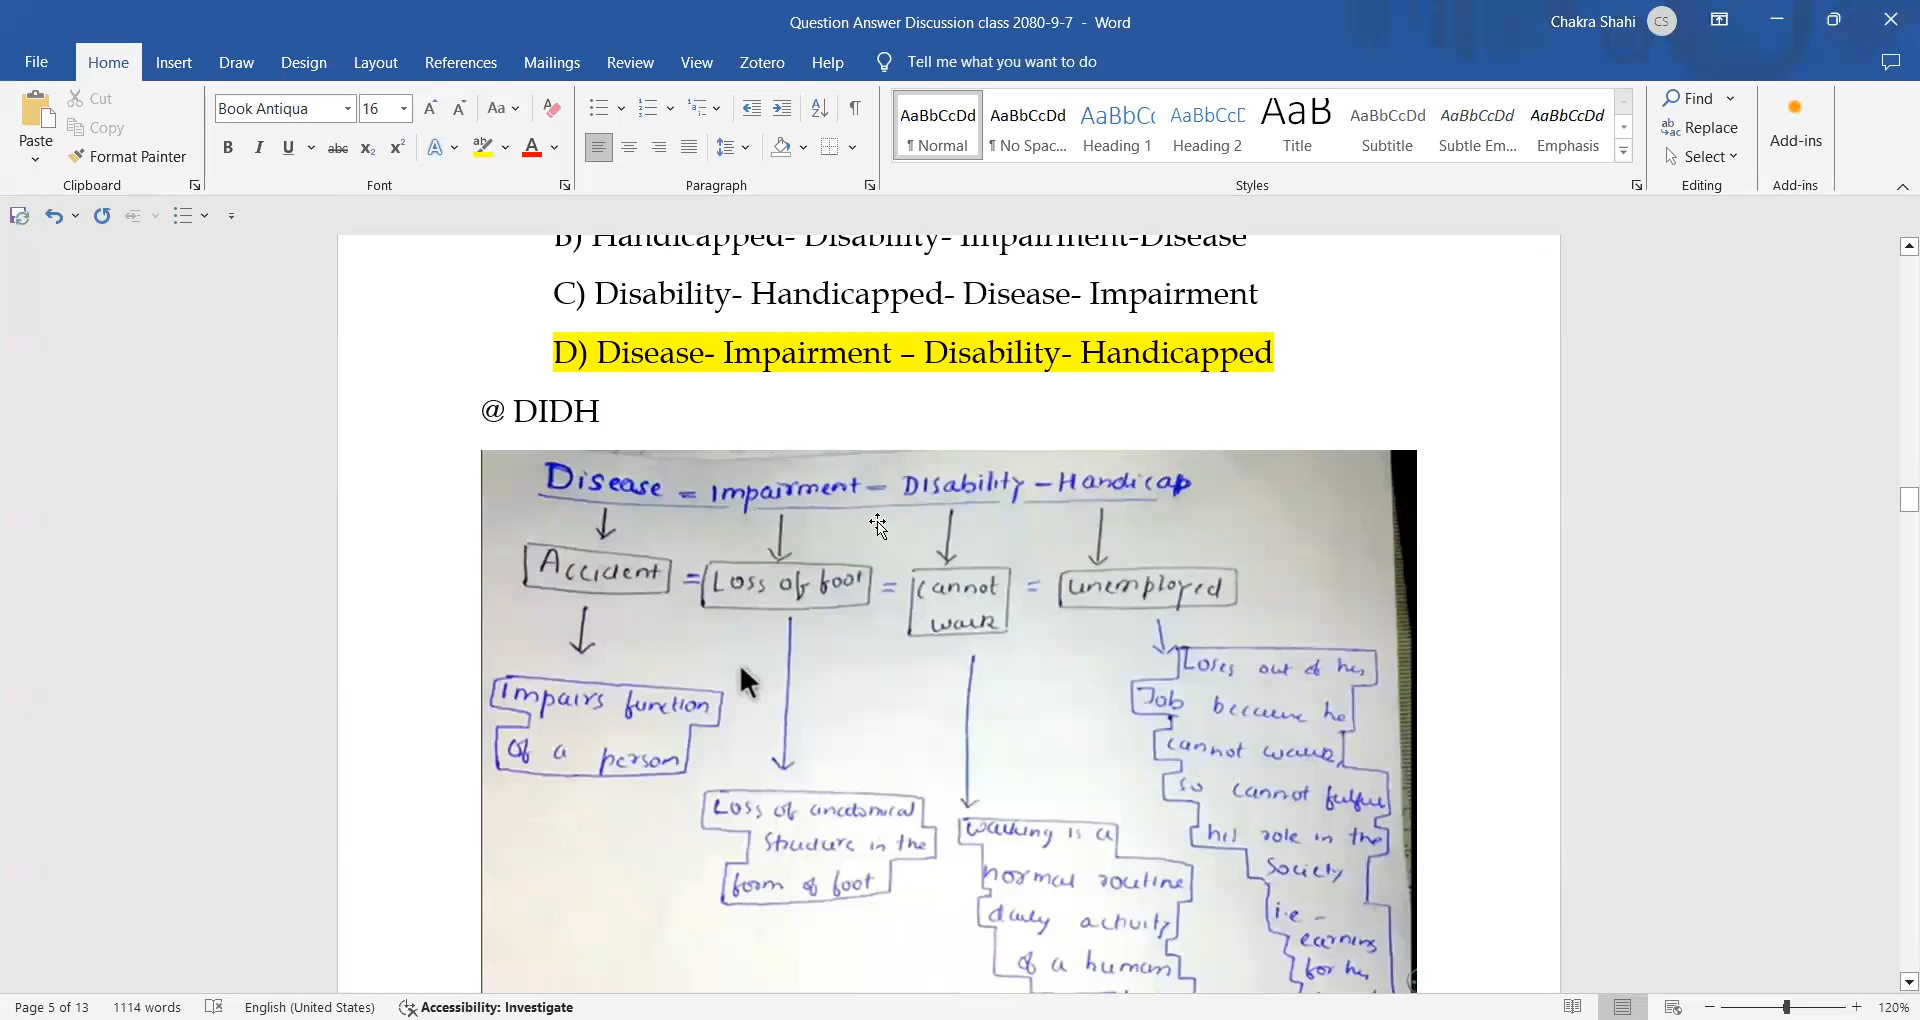 Question Answer Discussion class 2080-9-7 - Word
Chakra Shahi CS
File Home Insert Draw Design Layout References Mailings Review View Zotero Help Tell me what you want to do
Paste
Cut
Copy
Format Painter
Clipboard
Book Antiqua 16
Font
Paragraph
AaBbCcDd AaBbCcDd AaBbCc AaBbCcD AaB AaBbCcDd AaBbCcDd AaBbCcDd
¶ Normal ¶ No Spac... Heading 1 Heading 2 Title Subtitle Subtle Em... Emphasis
Styles
Find
Replace
Select
Editing
Add-ins
Add-ins
B) Handicapped- Disability- Impairment-Disease
C) Disability- Handicapped- Disease- Impairment
D) Disease- Impairment – Disability- Handicapped
@ DIDH
Disease = Impairment - Disability - Handicap
Accident = Loss of foot = cannot walk = unemployed
Impairs function
of a person
Loss of anatomical
structure in the
form of foot
walking is a
normal routine
daily activity
of a human
Loses out of his
Job because he
cannot walk,
so cannot fulfull
his role in the
society
i.e -
earning
for his
Page 5 of 13 1114 words English (United States) Accessibility: Investigate 120%